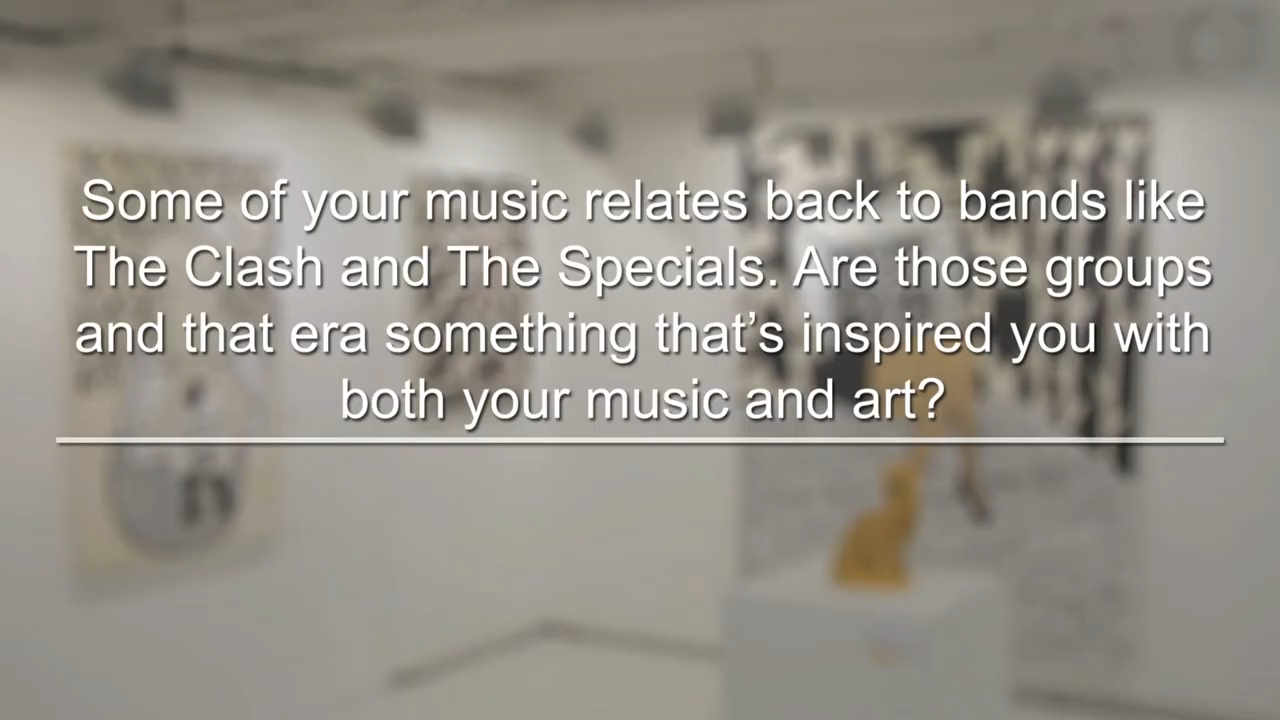 Some of your music relates back to bands like
The Clash and The Specials. Are those groups
and that era something that’s inspired you with
both your music and art?